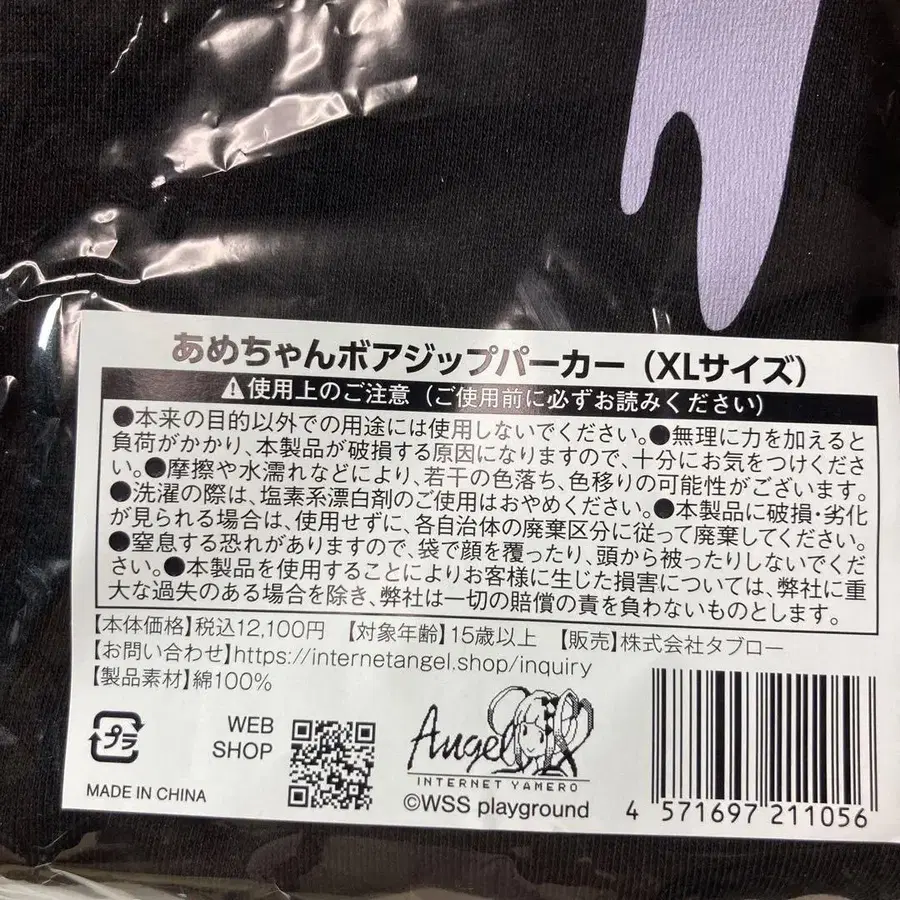 あめちゃんボアジップパーカー（XLサイズ）
⚠使用上のご注意（ご使用前に必ずお読みください）
●本来の目的以外での用途には使用しないでください。●無理に力を加えると
負荷がかかり、本製品が破損する原因になりますので、十分にお気をつけくださ
い。●摩擦や水濡れなどにより、若干の色落ち、色移りの可能性がございます。
●洗濯の際は、塩素系漂白剤のご使用はおやめください。●本製品に破損・劣化
が見られる場合は、使用せずに、各自治体の廃棄区分に従って廃棄してください。
●窒息する恐れがありますので、袋で顔を覆ったり、頭から被ったりしないでくだ
さい。●本製品を使用することによりお客様に生じた損害については、弊社に重
大な過失のある場合を除き、弊社は一切の賠償の責を負わないものとします。
【本体価格】税込12,100円 【対象年齢】15歳以上 【販売】株式会社タブロー
【お問い合わせ】https://internetangel.shop/inquiry
【製品素材】綿100%
プラ
WEB
SHOP
Angel
INTERNET YAMERO
©WSS playground
MADE IN CHINA
4 571697 211056